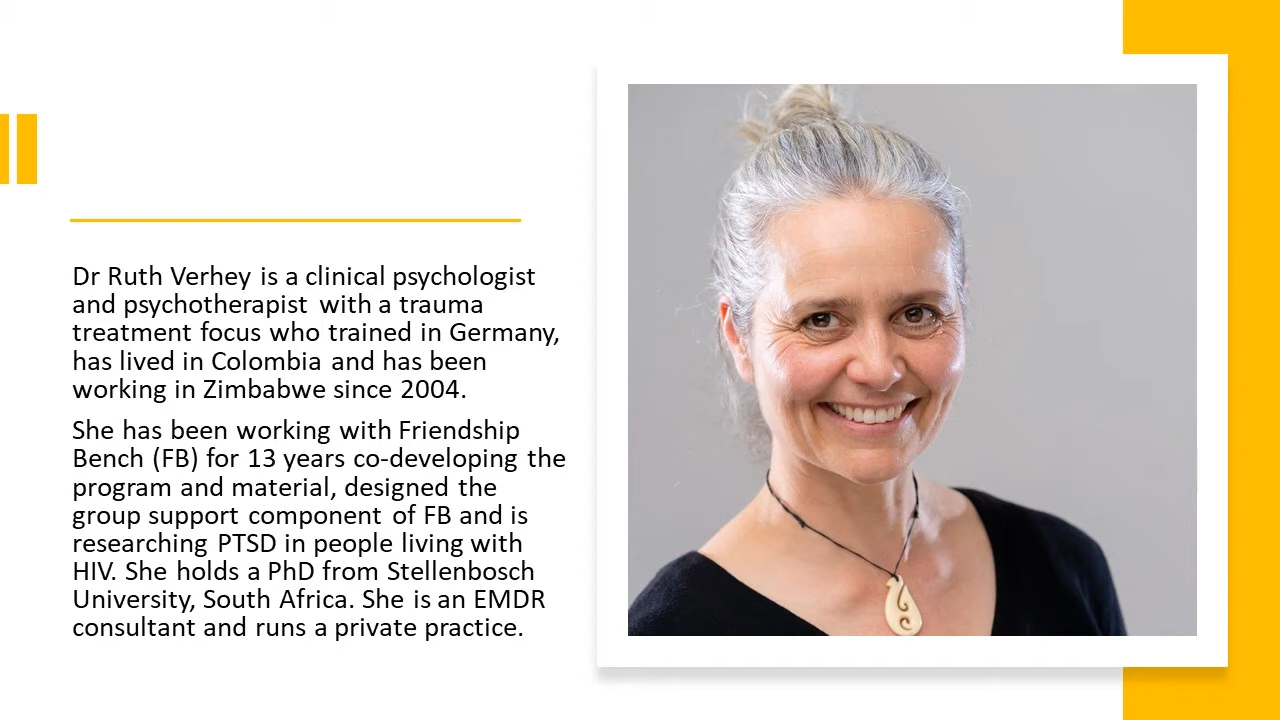 Dr Ruth Verhey is a clinical psychologist
and psychotherapist with a trauma
treatment focus who trained in Germany,
has lived in Colombia and has been
working in Zimbabwe since 2004.
She has been working with Friendship
Bench (FB) for 13 years co-developing the
program and material, designed the
group support component of FB and is
researching PTSD in people living with
HIV. She holds a PhD from Stellenbosch
University, South Africa. She is an EMDR
consultant and runs a private practice.